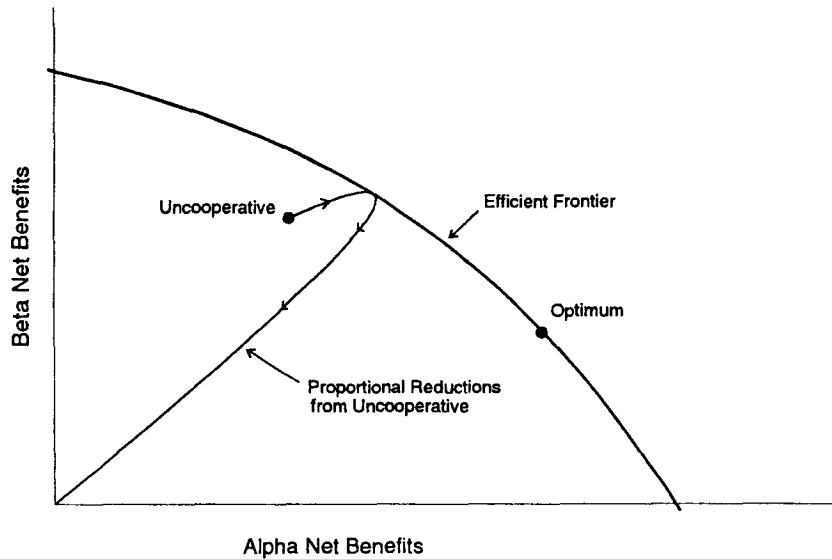 Beta Net Benefits
Uncooperative
Efficient Frontier
Optimum
Proportional Reductions
from Uncooperative
Alpha Net Benefits